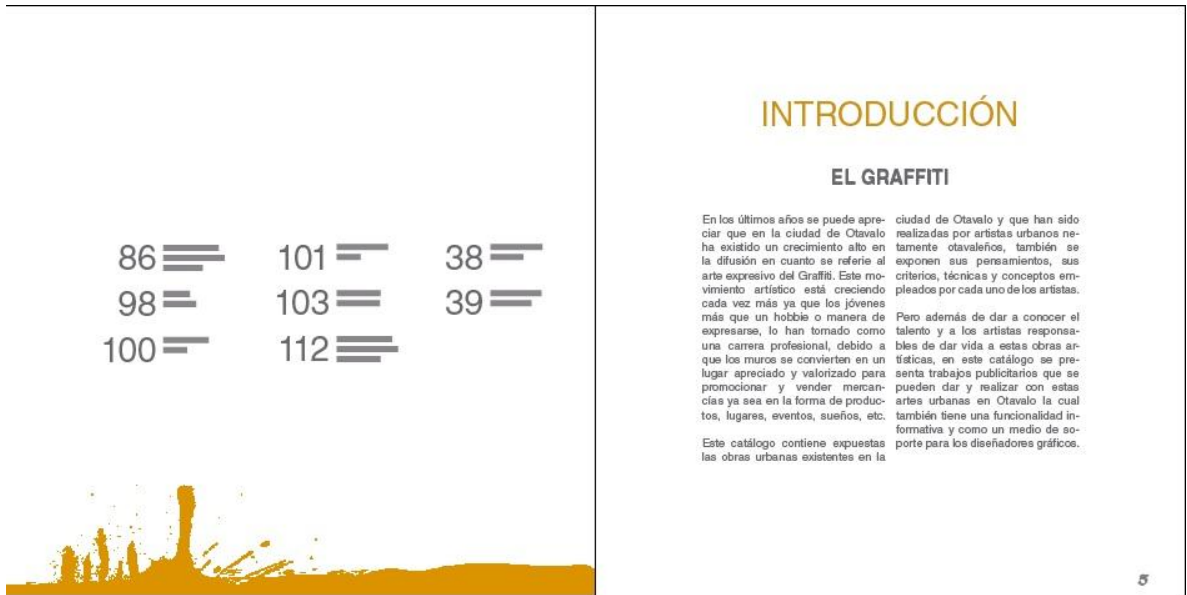 86
98
100
101
103
112
38
39
INTRODUCCIÓN
EL GRAFFITI
En los últimos años se puede apre-
ciar que en la ciudad de Otavalo
ha existido un crecimiento alto en
la difusión en cuanto se referie al
arte expresivo del Graffiti. Este mo-
vimiento artístico está creciendo
cada vez más ya que los jóvenes
más que un hobbie o manera de
expresarse, lo han tomado como
una carrera profesional, debido a
que los muros se convierten en un
lugar apreciado y valorizado para
promocionar y vender mercan-
cías ya sea en la forma de produc-
tos, lugares, eventos, sueños, etc.
Este catálogo contiene expuestas
las obras urbanas existentes en la
ciudad de Otavalo y que han sido
realizadas por artistas urbanos ne-
tamente otavaleños, también se
exponen sus pensamientos, sus
criterios, técnicas y conceptos em-
pleados por cada uno de los artistas.
Pero además de dar a conocer el
talento y a los artistas responsa-
bles de dar vida a estas obras ar-
tísticas, en este catálogo se pre-
senta trabajos publicitarios que se
pueden dar y realizar con estas
artes urbanas en Otavalo la cual
también tiene una funcionalidad in-
formativa y como un medio de so-
porte para los diseñadores gráficos.
5